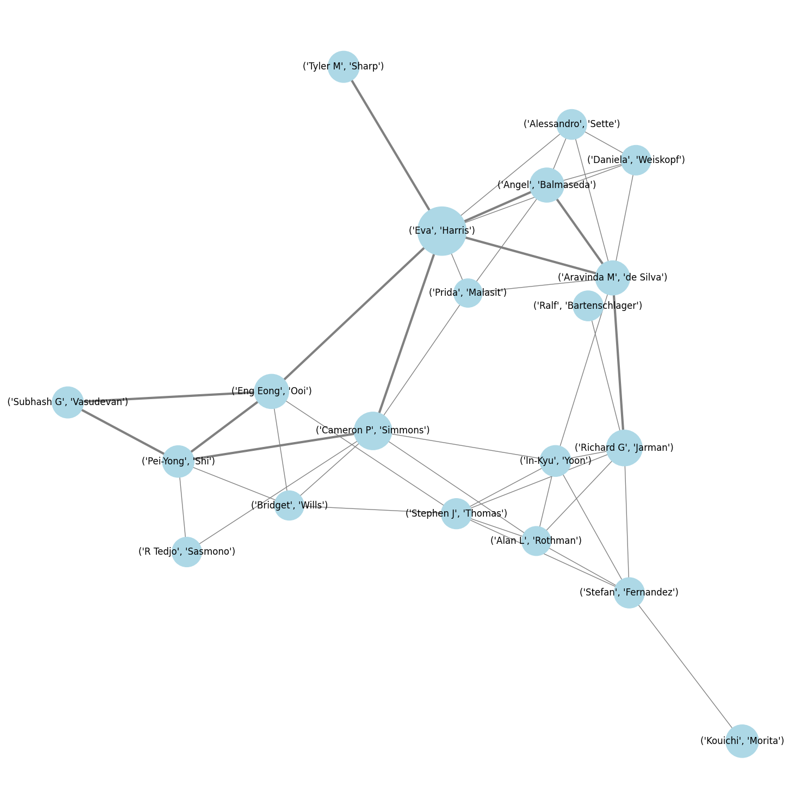 ('Tyler M', 'Sharp')
('Alessandro', 'Sette')
('Daniela', 'Weiskopf')
('Angel', 'Balmaseda')
('Eva', 'Harris')
('Aravinda M', 'de Silva')
('Prida', 'Malasit')
('Ralf', 'Bartenschlager')
('Eng Eong', 'Ooi')
('Subhash G', 'Vasudevan')
('Cameron P', 'Simmons')
('Richard G', 'Jarman')
('Pei-Yong', 'Shi')
('In-Kyu', 'Yoon')
('Bridget', 'Wills')
('Stephen J', 'Thomas')
('Alan L', 'Rothman')
('R Tedjo', 'Sasmono')
('Stefan', 'Fernandez')
('Kouichi', 'Morita')